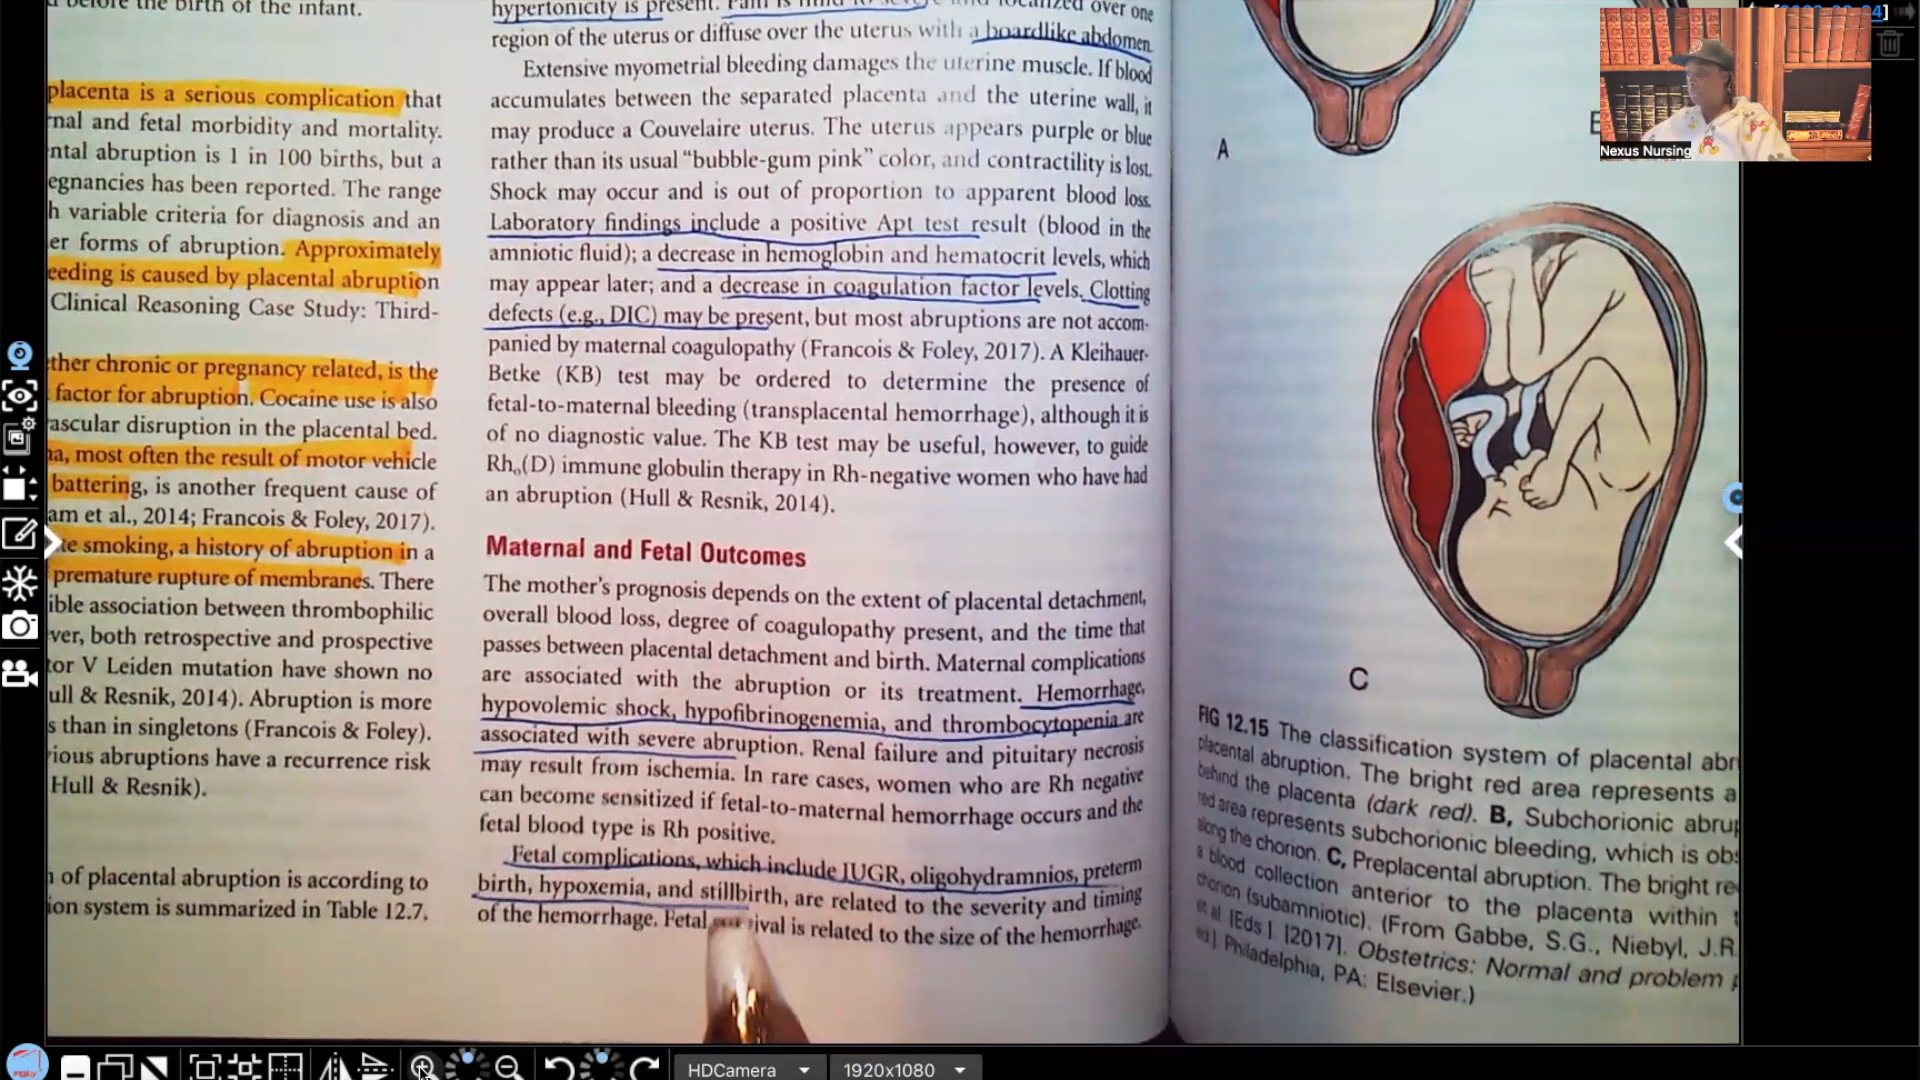 before the birth of the infant.
placenta is a serious complication that
rnal and fetal morbidity and mortality.
ntal abruption is 1 in 100 births, but a
egnancies has been reported. The range
h variable criteria for diagnosis and an
er forms of abruption. Approximately
eeding is caused by placental abruption
Clinical Reasoning Case Study: Third-
ther chronic or pregnancy related, is the
factor for abruption. Cocaine use is also
ascular disruption in the placental bed.
na, most often the result of motor vehicle
battering, is another frequent cause of
am et al., 2014; Francois & Foley, 2017).
te smoking, a history of abruption in a
premature rupture of membranes. There
ible association between thrombophilic
ver, both retrospective and prospective
tor V Leiden mutation have shown no
ull & Resnik, 2014). Abruption is more
s than in singletons (Francois & Foley).
rious abruptions have a recurrence risk
Hull & Resnik).
n of placental abruption is according to
ion system is summarized in Table 12.7.
hypertonicity is present. Pain is mild to severe and localized over one
region of the uterus or diffuse over the uterus with a boardlike abdomen.
Extensive myometrial bleeding damages the uterine muscle. If blood
accumulates between the separated placenta and the uterine wall, it
may produce a Couvelaire uterus. The uterus appears purple or blue
rather than its usual “bubble-gum pink” color, and contractility is lost.
Shock may occur and is out of proportion to apparent blood loss.
Laboratory findings include a positive Apt test result (blood in the
amniotic fluid); a decrease in hemoglobin and hematocrit levels, which
may appear later; and a decrease in coagulation factor levels. Clotting
defects (e.g., DIC) may be present, but most abruptions are not accom-
panied by maternal coagulopathy (Francois & Foley, 2017). A Kleihauer-
Betke (KB) test may be ordered to determine the presence of
fetal-to-maternal bleeding (transplacental hemorrhage), although it is
of no diagnostic value. The KB test may be useful, however, to guide
Rho(D) immune globulin therapy in Rh-negative women who have had
an abruption (Hull & Resnik, 2014).
Maternal and Fetal Outcomes
The mother’s prognosis depends on the extent of placental detachment,
overall blood loss, degree of coagulopathy present, and the time that
passes between placental detachment and birth. Maternal complications
are associated with the abruption or its treatment. Hemorrhage,
hypovolemic shock, hypofibrinogenemia, and thrombocytopenia are
associated with severe abruption. Renal failure and pituitary necrosis
may result from ischemia. In rare cases, women who are Rh negative
can become sensitized if fetal-to-maternal hemorrhage occurs and the
fetal blood type is Rh positive.
Fetal complications, which include IUGR, oligohydramnios, preterm
birth, hypoxemia, and stillbirth, are related to the severity and timing
of the hemorrhage. Fetal is related to the size of the hemorrhage.
A
C
FIG 12.15 The classification system of placental abr
placental abruption. The bright red area represents a
behind the placenta (dark red). B, Subchorionic abrup
red area represents subchorionic bleeding, which is obs
along the chorion. C, Preplacental abruption. The bright re
a blood collection anterior to the placenta within t
chorion (subamniotic). (From Gabbe, S.G., Niebyl, J.R.
et al. [Eds.]. [2017]. Obstetrics: Normal and problem p
ed.]. Philadelphia, PA: Elsevier.)
Nexus Nursing
HDCamera
1920x1080